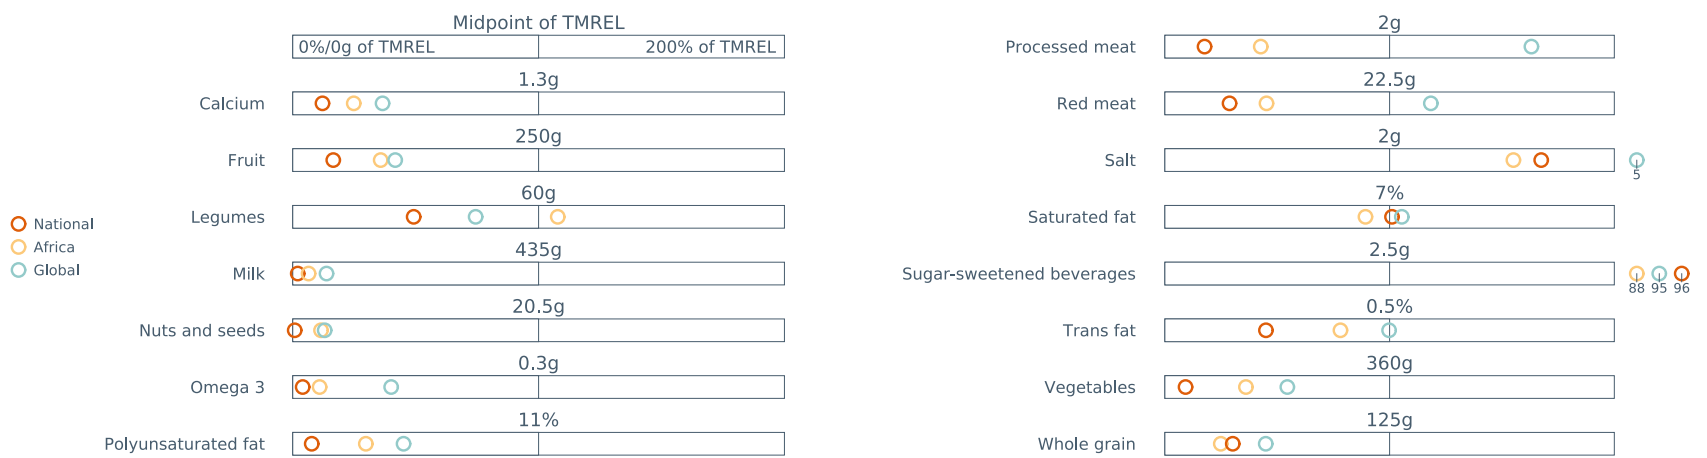 Midpoint of TMREL
0%/0g of TMREL
200% of TMREL
1.3g
Calcium
250g
Fruit
60g
Legumes
435g
Milk
20.5g
Nuts and seeds
0.3g
Omega 3
11%
Polyunsaturated fat
National
Africa
Global
2g
Processed meat
22.5g
Red meat
2g
Salt
5
7%
Saturated fat
2.5g
Sugar-sweetened beverages
88 95 96
0.5%
Trans fat
360g
Vegetables
125g
Whole grain